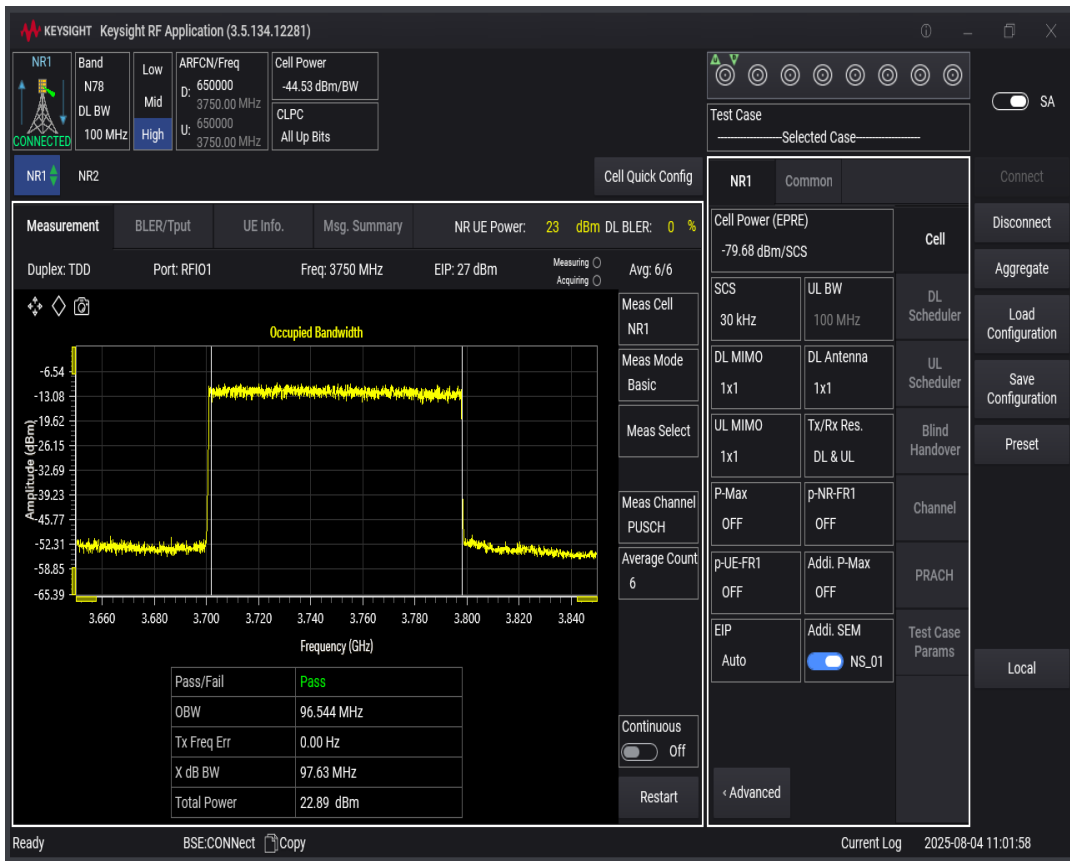 KEYSIGHT Keysight RF Application (3.5.134.12281)
NR1
CONNECTED
Band
N78
DL BW
100 MHz
Low
Mid
High
ARFCN/Freq
D: 650000
3750.00 MHz
U: 650000
3750.00 MHz
Cell Power
-44.53 dBm/BW
CLPC
All Up Bits
Test Case
---Selected Case---
SA
NR1
NR2
Cell Quick Config
Measurement
BLER/Tput
UE Info.
Msg. Summary
NR UE Power: 23 dBm DL BLER: 0 %
Duplex: TDD
Port: RFIO1
Freq: 3750 MHz
EIP: 27 dBm
Measuring
Acquiring
Avg: 6/6
Occupied Bandwidth
Amplitude (dBm)
-6.54
-13.08
-19.62
-26.15
-32.69
-39.23
-45.77
-52.31
-58.85
-65.39
3.660 3.680 3.700 3.720 3.740 3.760 3.780 3.800 3.820 3.840
Frequency (GHz)
Pass/Fail Pass
OBW 96.544 MHz
Tx Freq Err 0.00 Hz
X dB BW 97.63 MHz
Total Power 22.89 dBm
Meas Cell
NR1
Meas Mode
Basic
Meas Select
Meas Channel
PUSCH
Average Count
6
Continuous
Off
Restart
NR1
Common
Cell Power (EPRE)
-79.68 dBm/SCS
SCS
30 kHz
UL BW
100 MHz
DL MIMO
1x1
DL Antenna
1x1
UL MIMO
1x1
Tx/Rx Res.
DL & UL
P-Max
OFF
p-NR-FR1
OFF
p-UE-FR1
OFF
Addi. P-Max
OFF
EIP
Auto
Addi. SEM
NS_01
‹ Advanced
Cell
DL
Scheduler
UL
Scheduler
Blind
Handover
Channel
PRACH
Test Case
Params
Connect
Disconnect
Aggregate
Load
Configuration
Save
Configuration
Preset
Local
Ready
BSE:CONNect
Copy
Current Log
2025-08-04 11:01:58